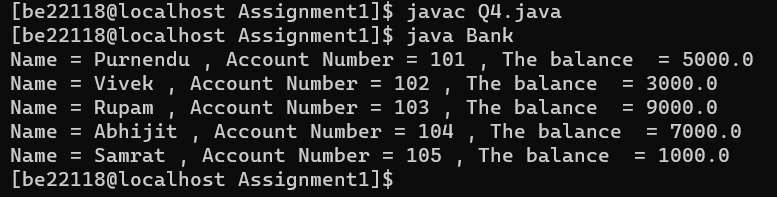 [be22118@localhost Assignment1]$ javac Q4.java
[be22118@localhost Assignment1]$ java Bank
Name = Purnendu , Account Number = 101 , The balance  = 5000.0
Name = Vivek , Account Number = 102 , The balance  = 3000.0
Name = Rupam , Account Number = 103 , The balance  = 9000.0
Name = Abhijit , Account Number = 104 , The balance  = 7000.0
Name = Samrat , Account Number = 105 , The balance  = 1000.0
[be22118@localhost Assignment1]$